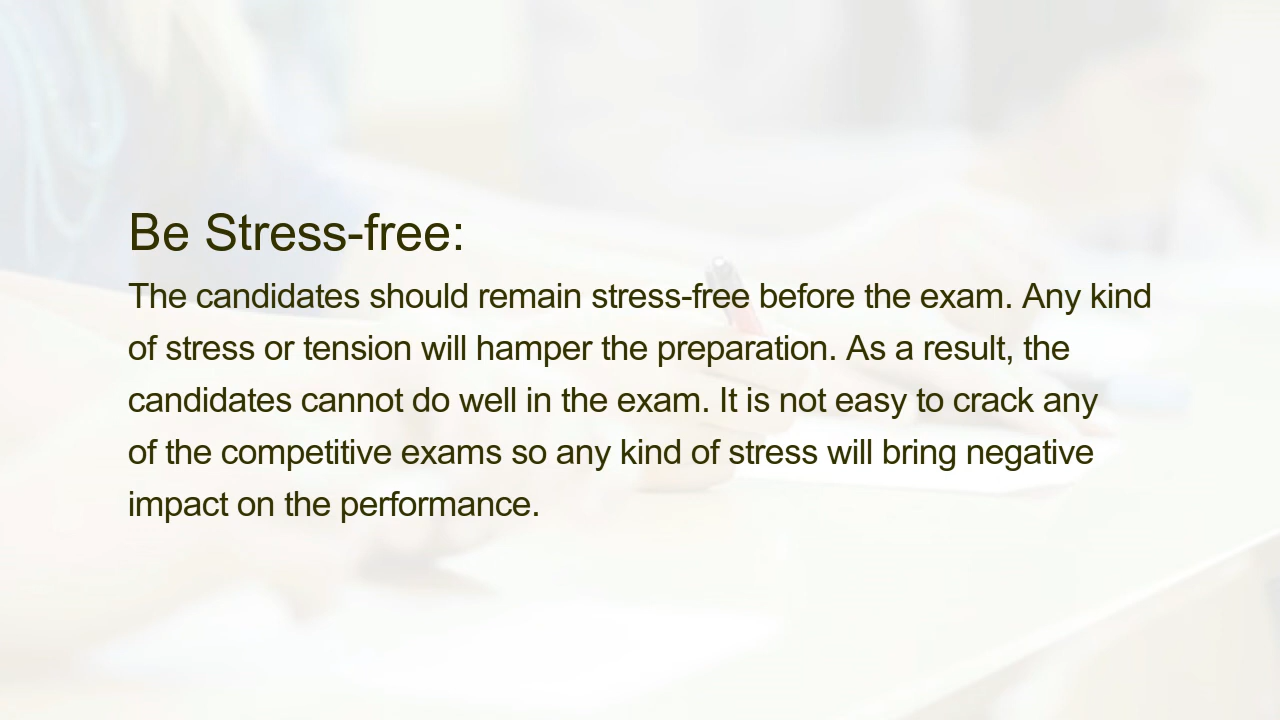 Be Stress-free:
The candidates should remain stress-free before the exam. Any kind
of stress or tension will hamper the preparation. As a result, the
candidates cannot do well in the exam. It is not easy to crack any
of the competitive exams so any kind of stress will bring negative
impact on the performance.